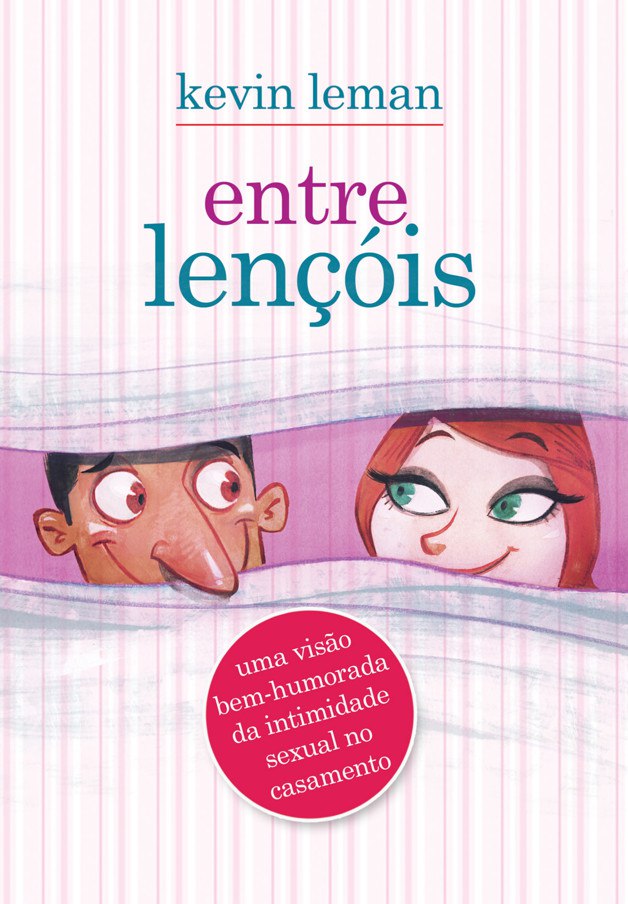 kevin leman
entre
lençóis
uma visão
bem-humorada
da intimidade
sexual no
casamento